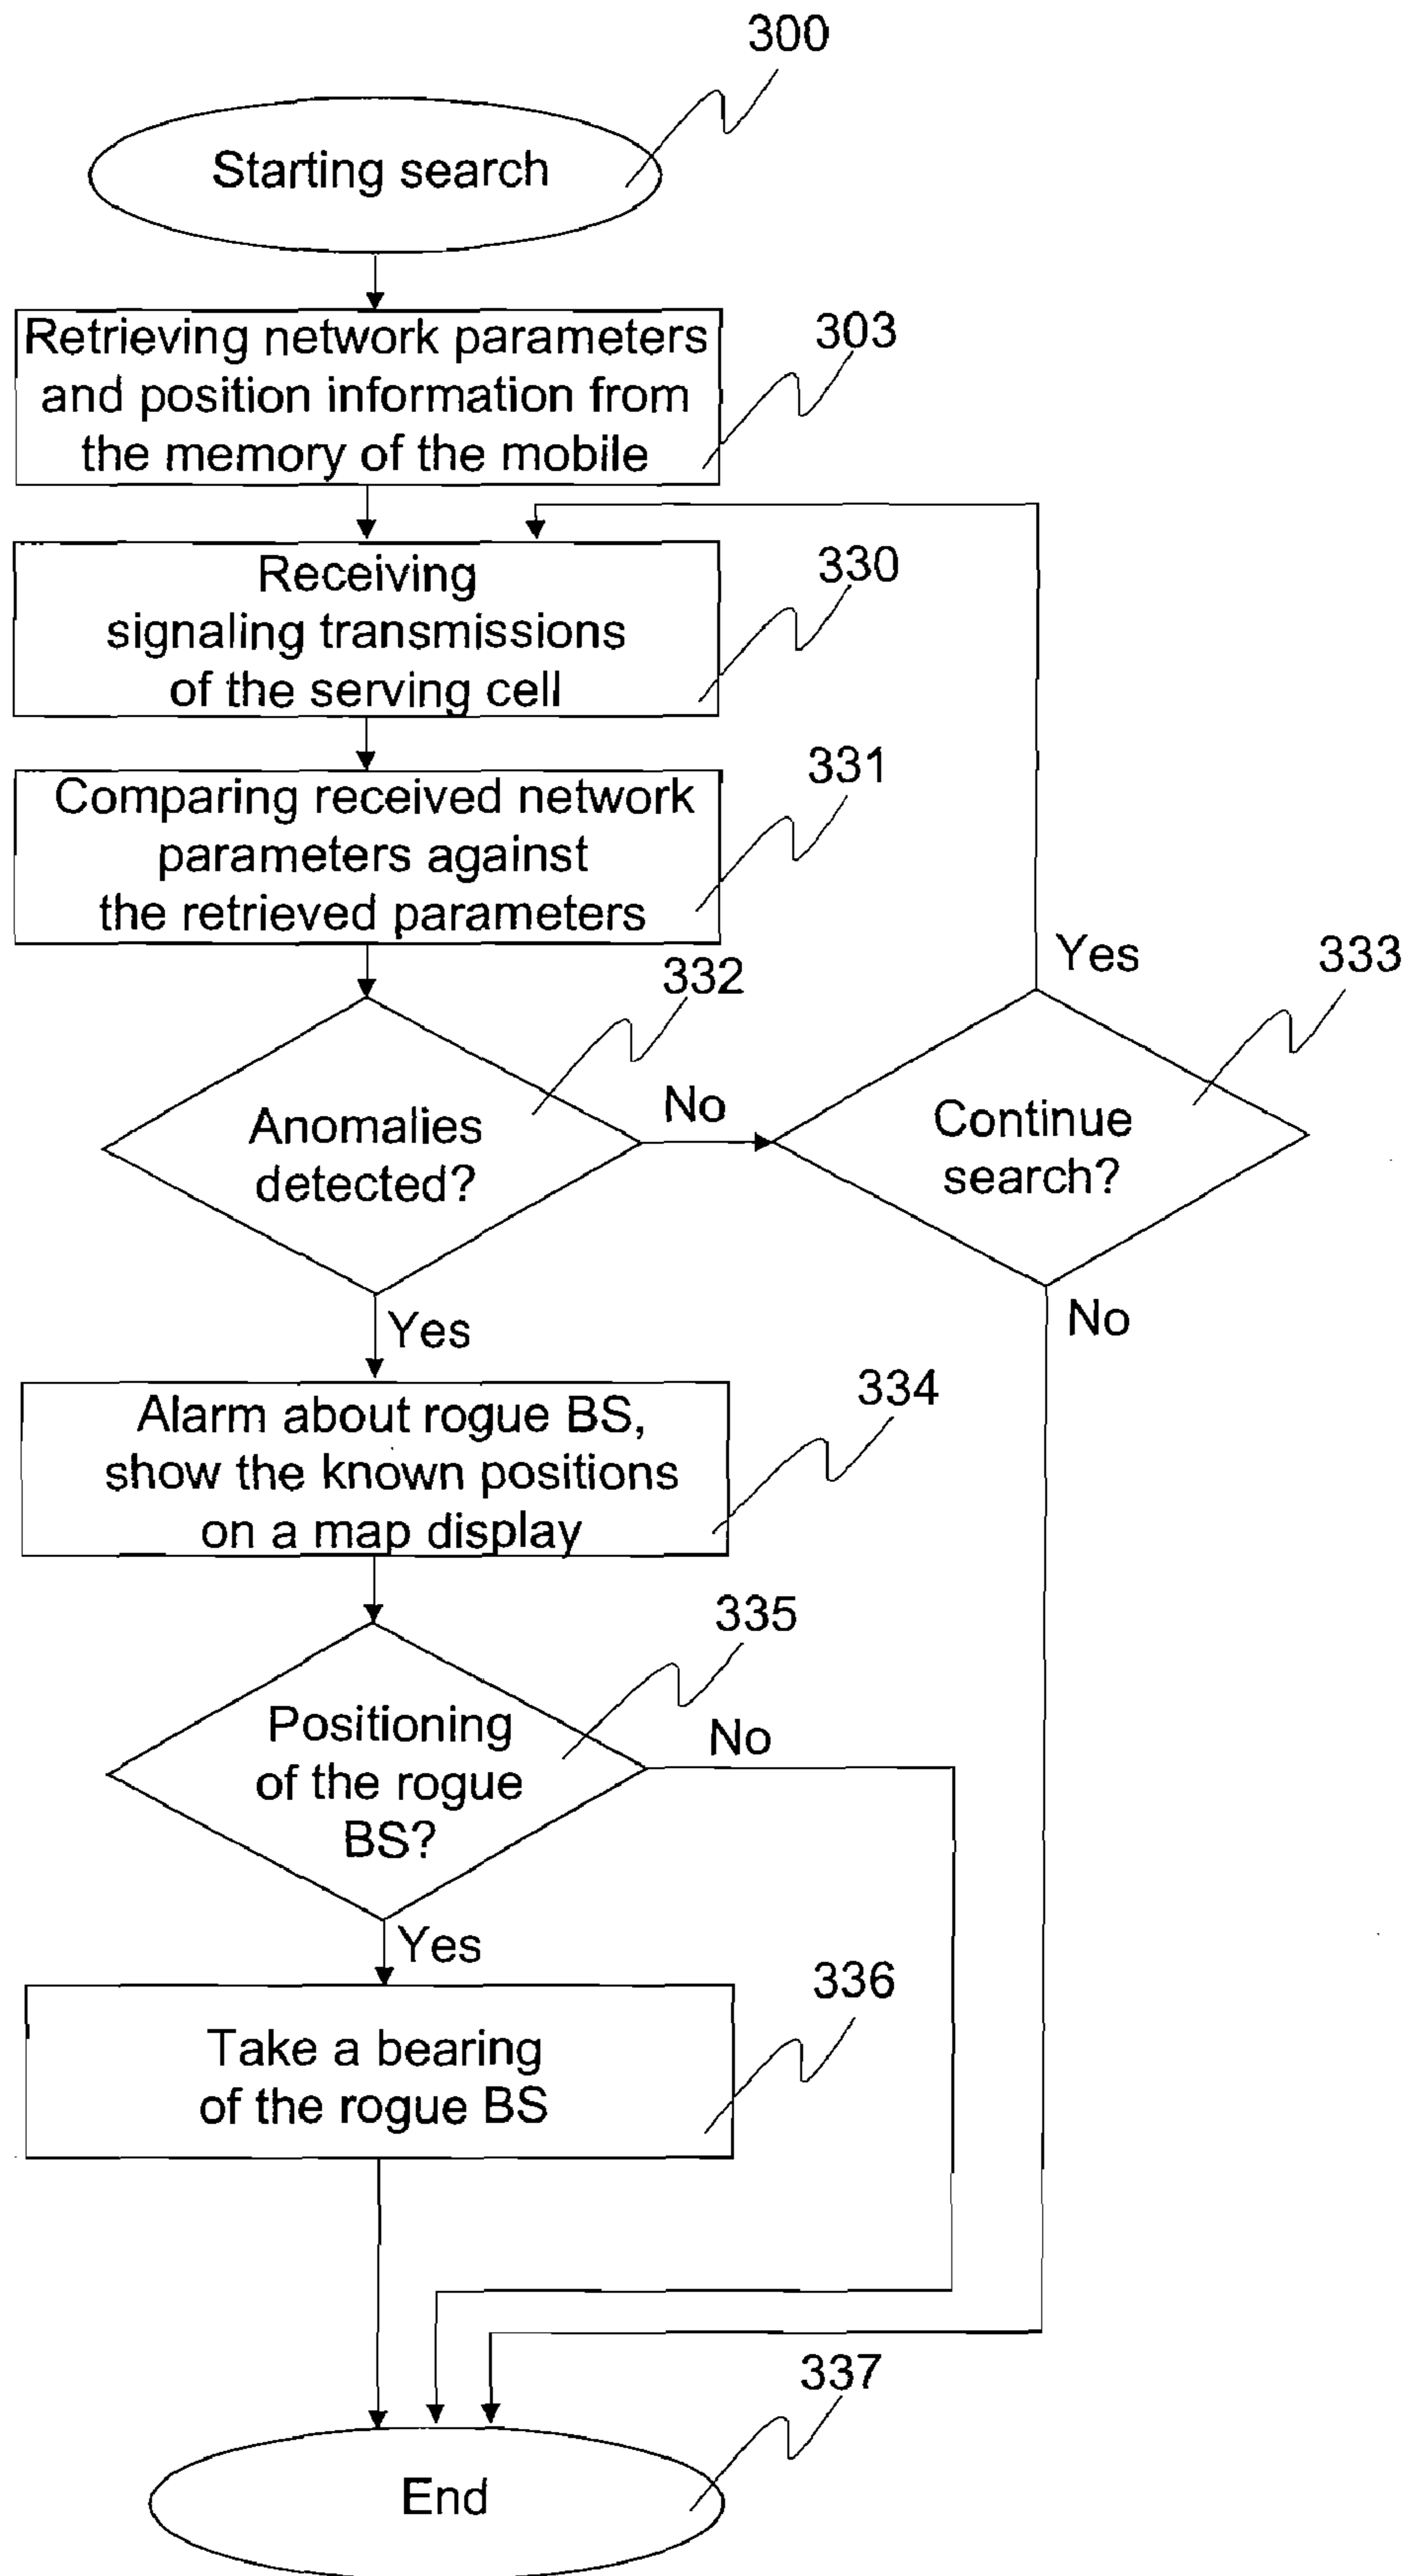 300
Starting search
303
Retrieving network parameters
and position information from
the memory of the mobile
330
Receiving
signaling transmissions
of the serving cell
331
Comparing received network
parameters against
the retrieved parameters
332
Anomalies
detected?
No
Yes
333
Continue
search?
No
Yes
334
Alarm about rogue BS,
show the known positions
on a map display
335
Positioning
of the rogue
BS?
No
Yes
336
Take a bearing
of the rogue BS
337
End